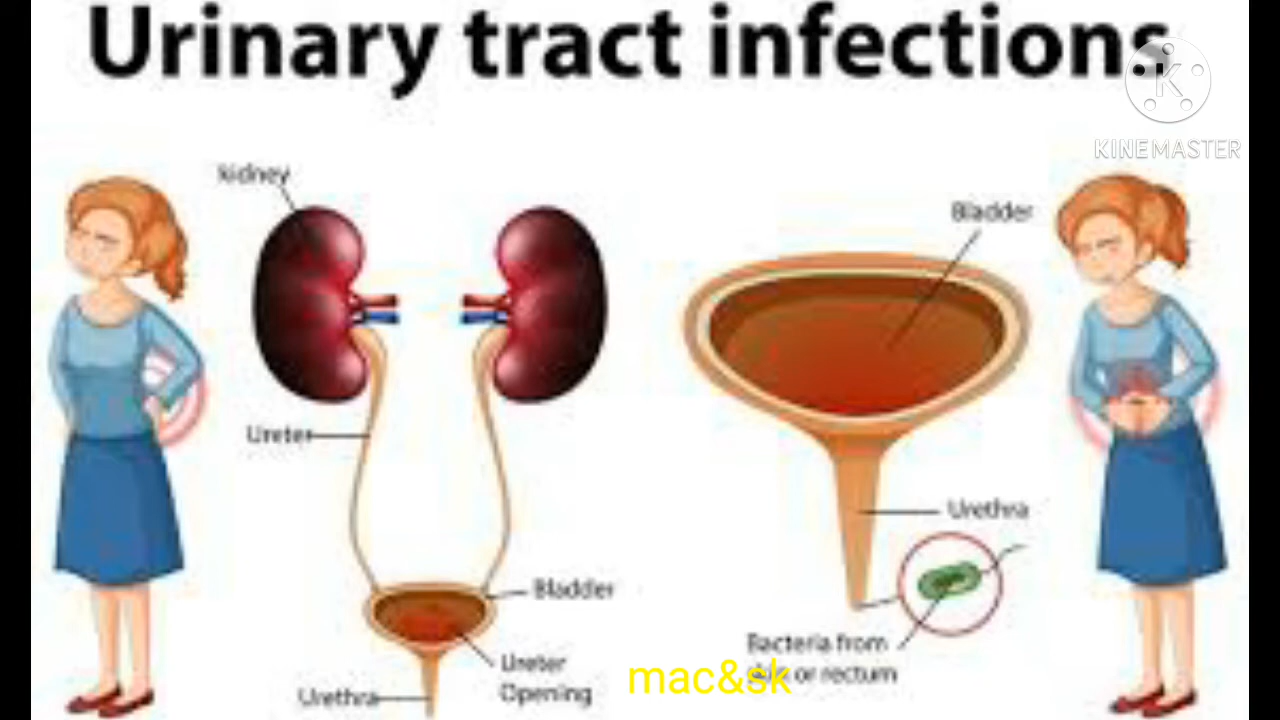 Urinary tract infections
K
KINEMASTER
kidney
Ureter
Bladder
Ureter
Opening
Urethra
Bladder
Urethra
Bacteria from
or rectum
mac&sk